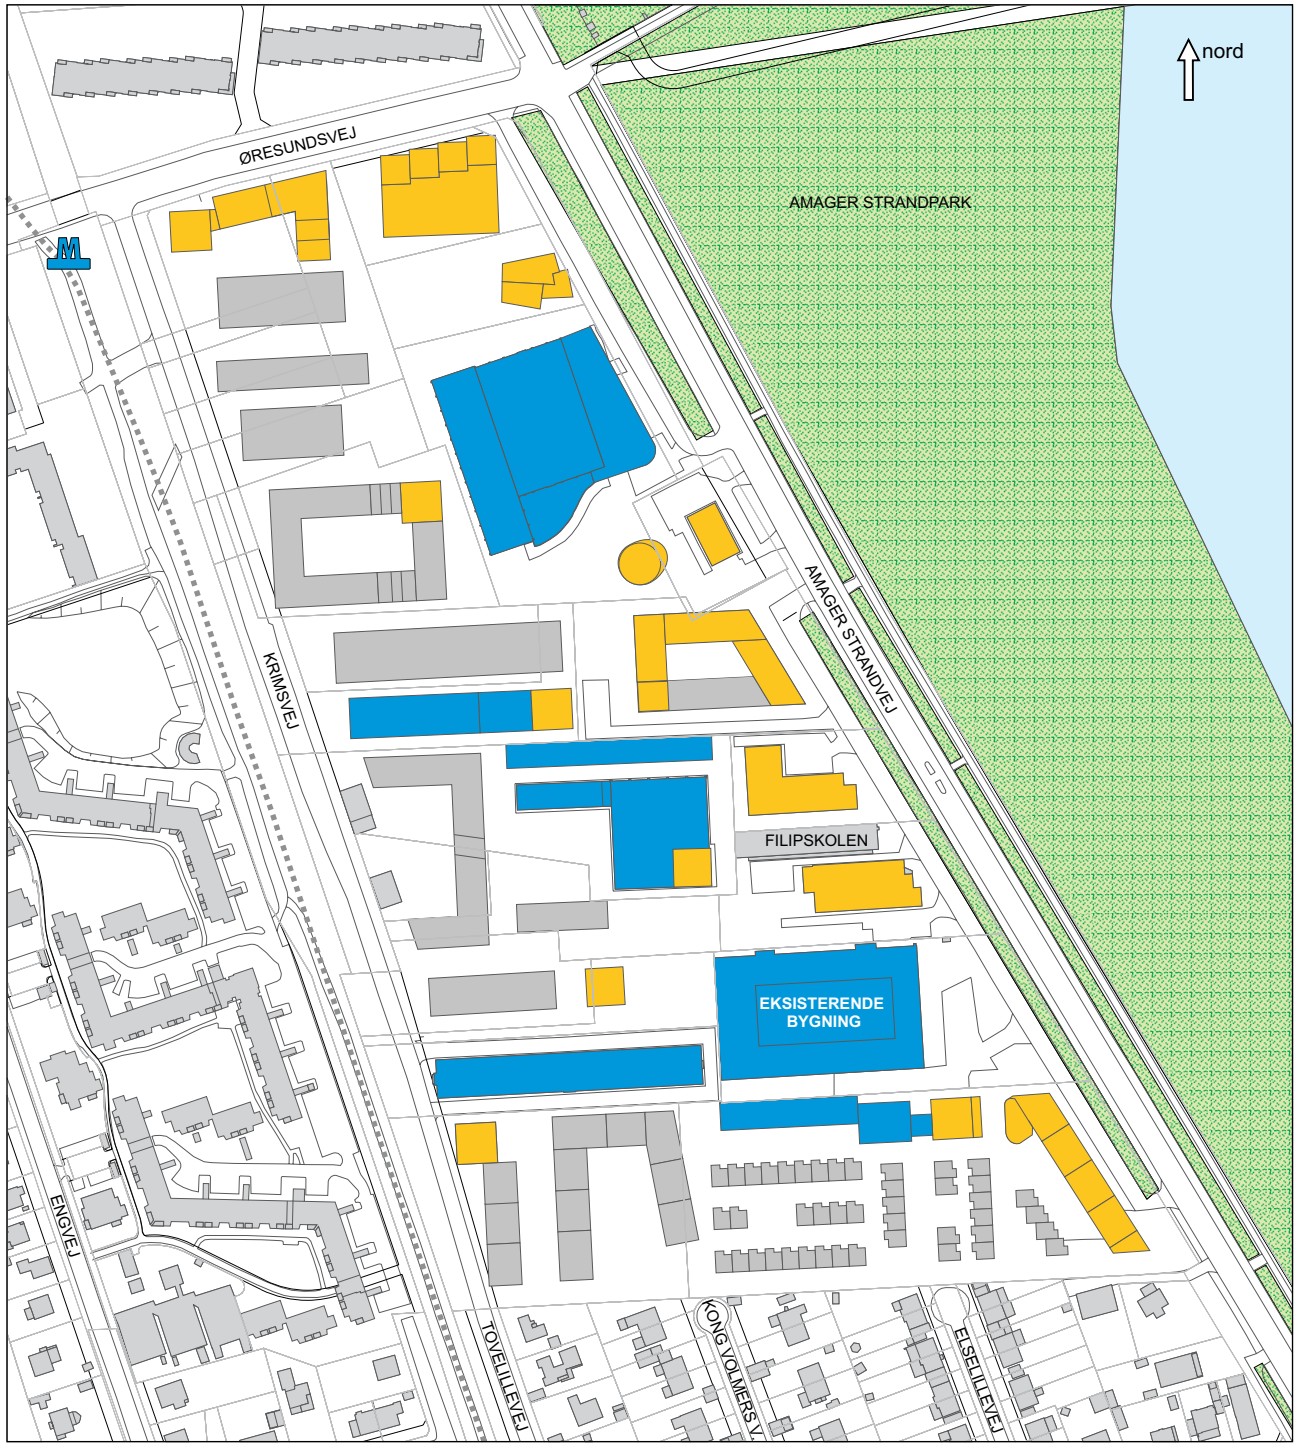 nord
ØRESUNDSVEJ
AMAGER STRANDPARK
M
AMAGER STRANDVEJ
KRIMSVEJ
FILIPSKOLEN
EKSISTERENDE
BYGNING
ENGVEJ
TOVELILLEVEJ
KONG VOLMERS V.
ELSELILLEVEJ